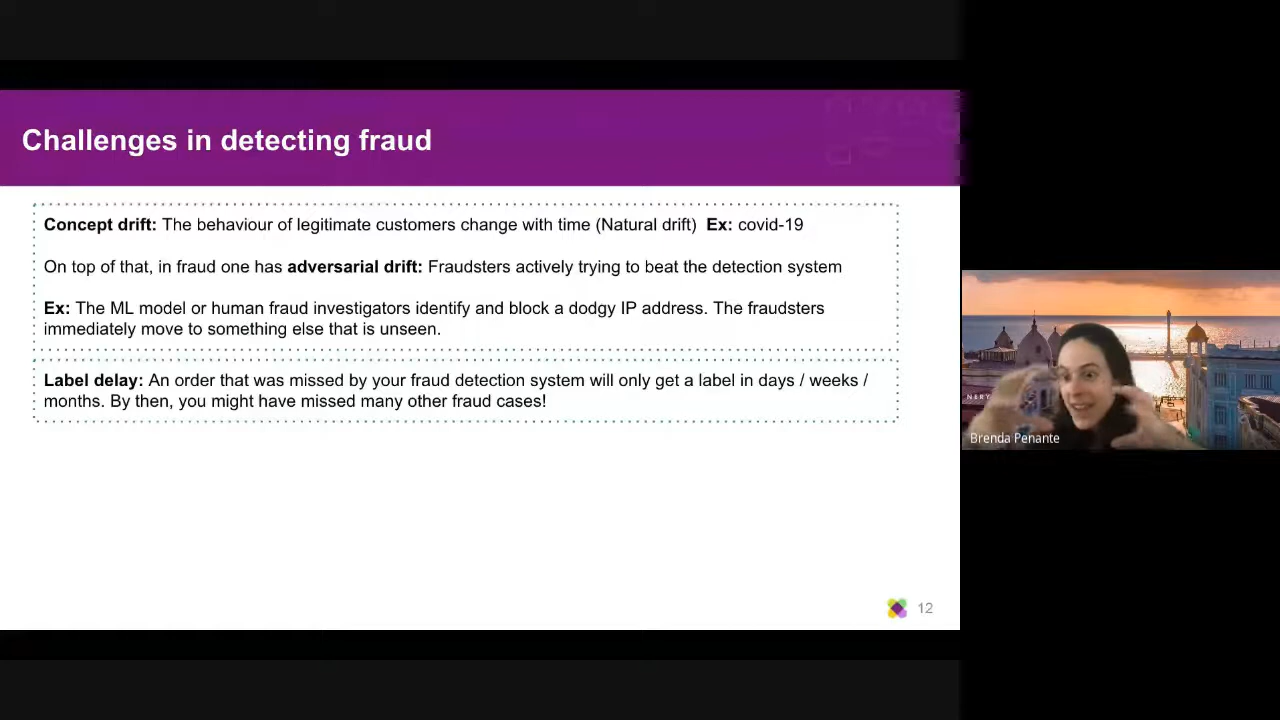 Challenges in detecting fraud
Concept drift: The behaviour of legitimate customers change with time (Natural drift) Ex: covid-19
On top of that, in fraud one has adversarial drift: Fraudsters actively trying to beat the detection system
Ex: The ML model or human fraud investigators identify and block a dodgy IP address. The fraudsters
immediately move to something else that is unseen.
Label delay: An order that was missed by your fraud detection system will only get a label in days / weeks /
months. By then, you might have missed many other fraud cases!
NERY
Brenda Penante
12